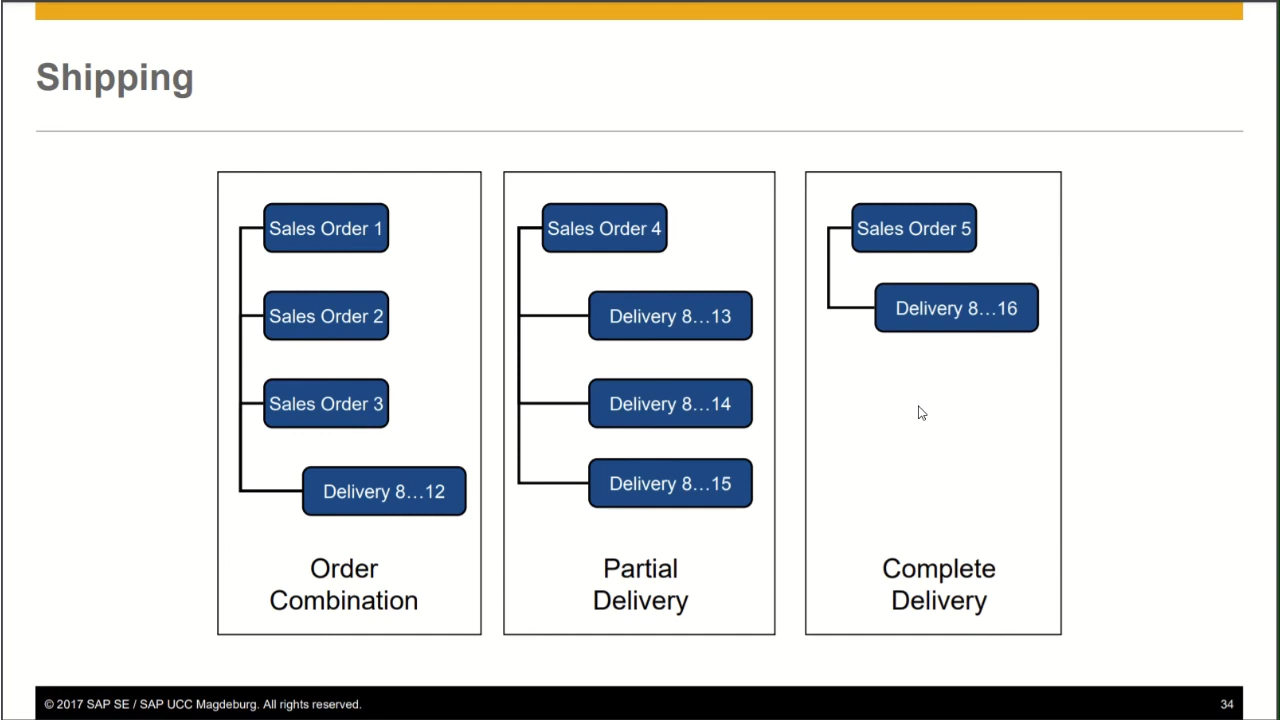 Shipping
Sales Order 1
Sales Order 2
Sales Order 3
Delivery 8…12
Order
Combination
Sales Order 4
Delivery 8…13
Delivery 8…14
Delivery 8…15
Partial
Delivery
Sales Order 5
Delivery 8…16
Complete
Delivery
© 2017 SAP SE / SAP UCC Magdeburg. All rights reserved.
34